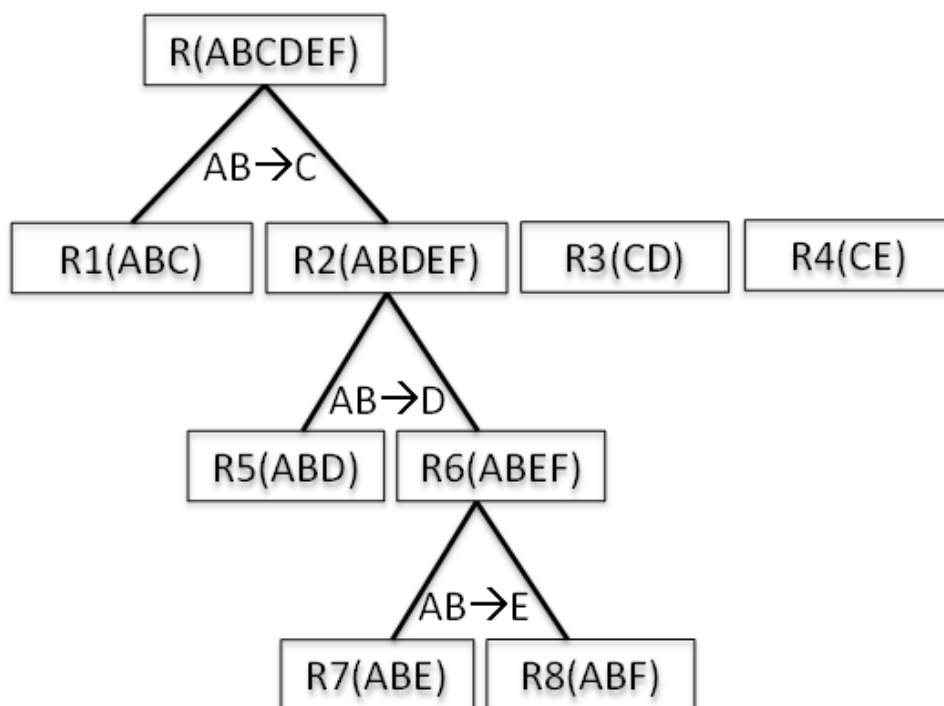 R(ABCDEF)
AB→C
R1(ABC) R2(ABDEF) R3(CD) R4(CE)
AB→D
R5(ABD) R6(ABEF)
AB→E
R7(ABE) R8(ABF)